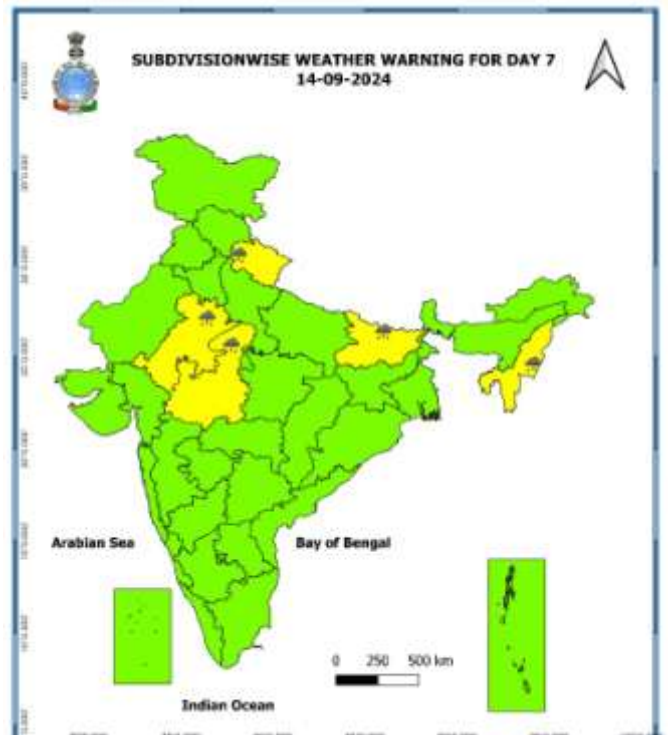 SUBDIVISIONWISE WEATHER WARNING FOR DAY 7
14-09-2024
Arabian Sea
Bay of Bengal
0 250 500 km
Indian Ocean